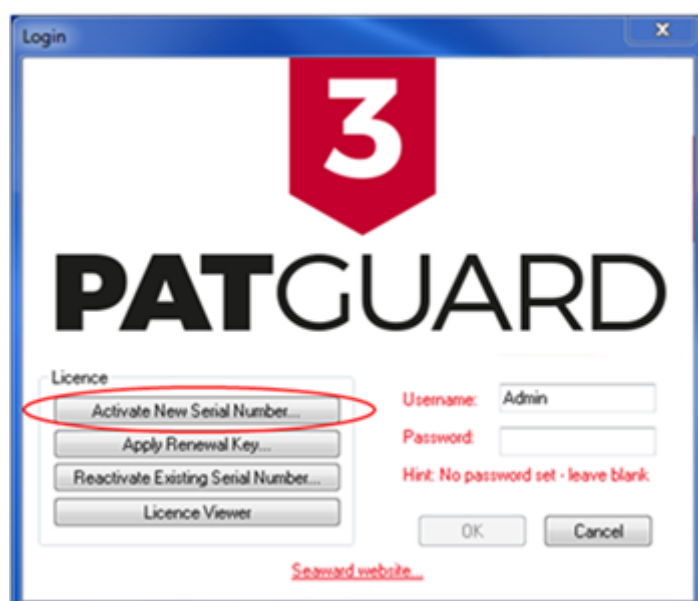 Login
3
PATGUARD
Licence
Activate New Serial Number...
Apply Renewal Key...
Reactivate Existing Serial Number...
Licence Viewer
Username:
Admin
Password:
Hint: No password set - leave blank
OK
Cancel
Seaward website...